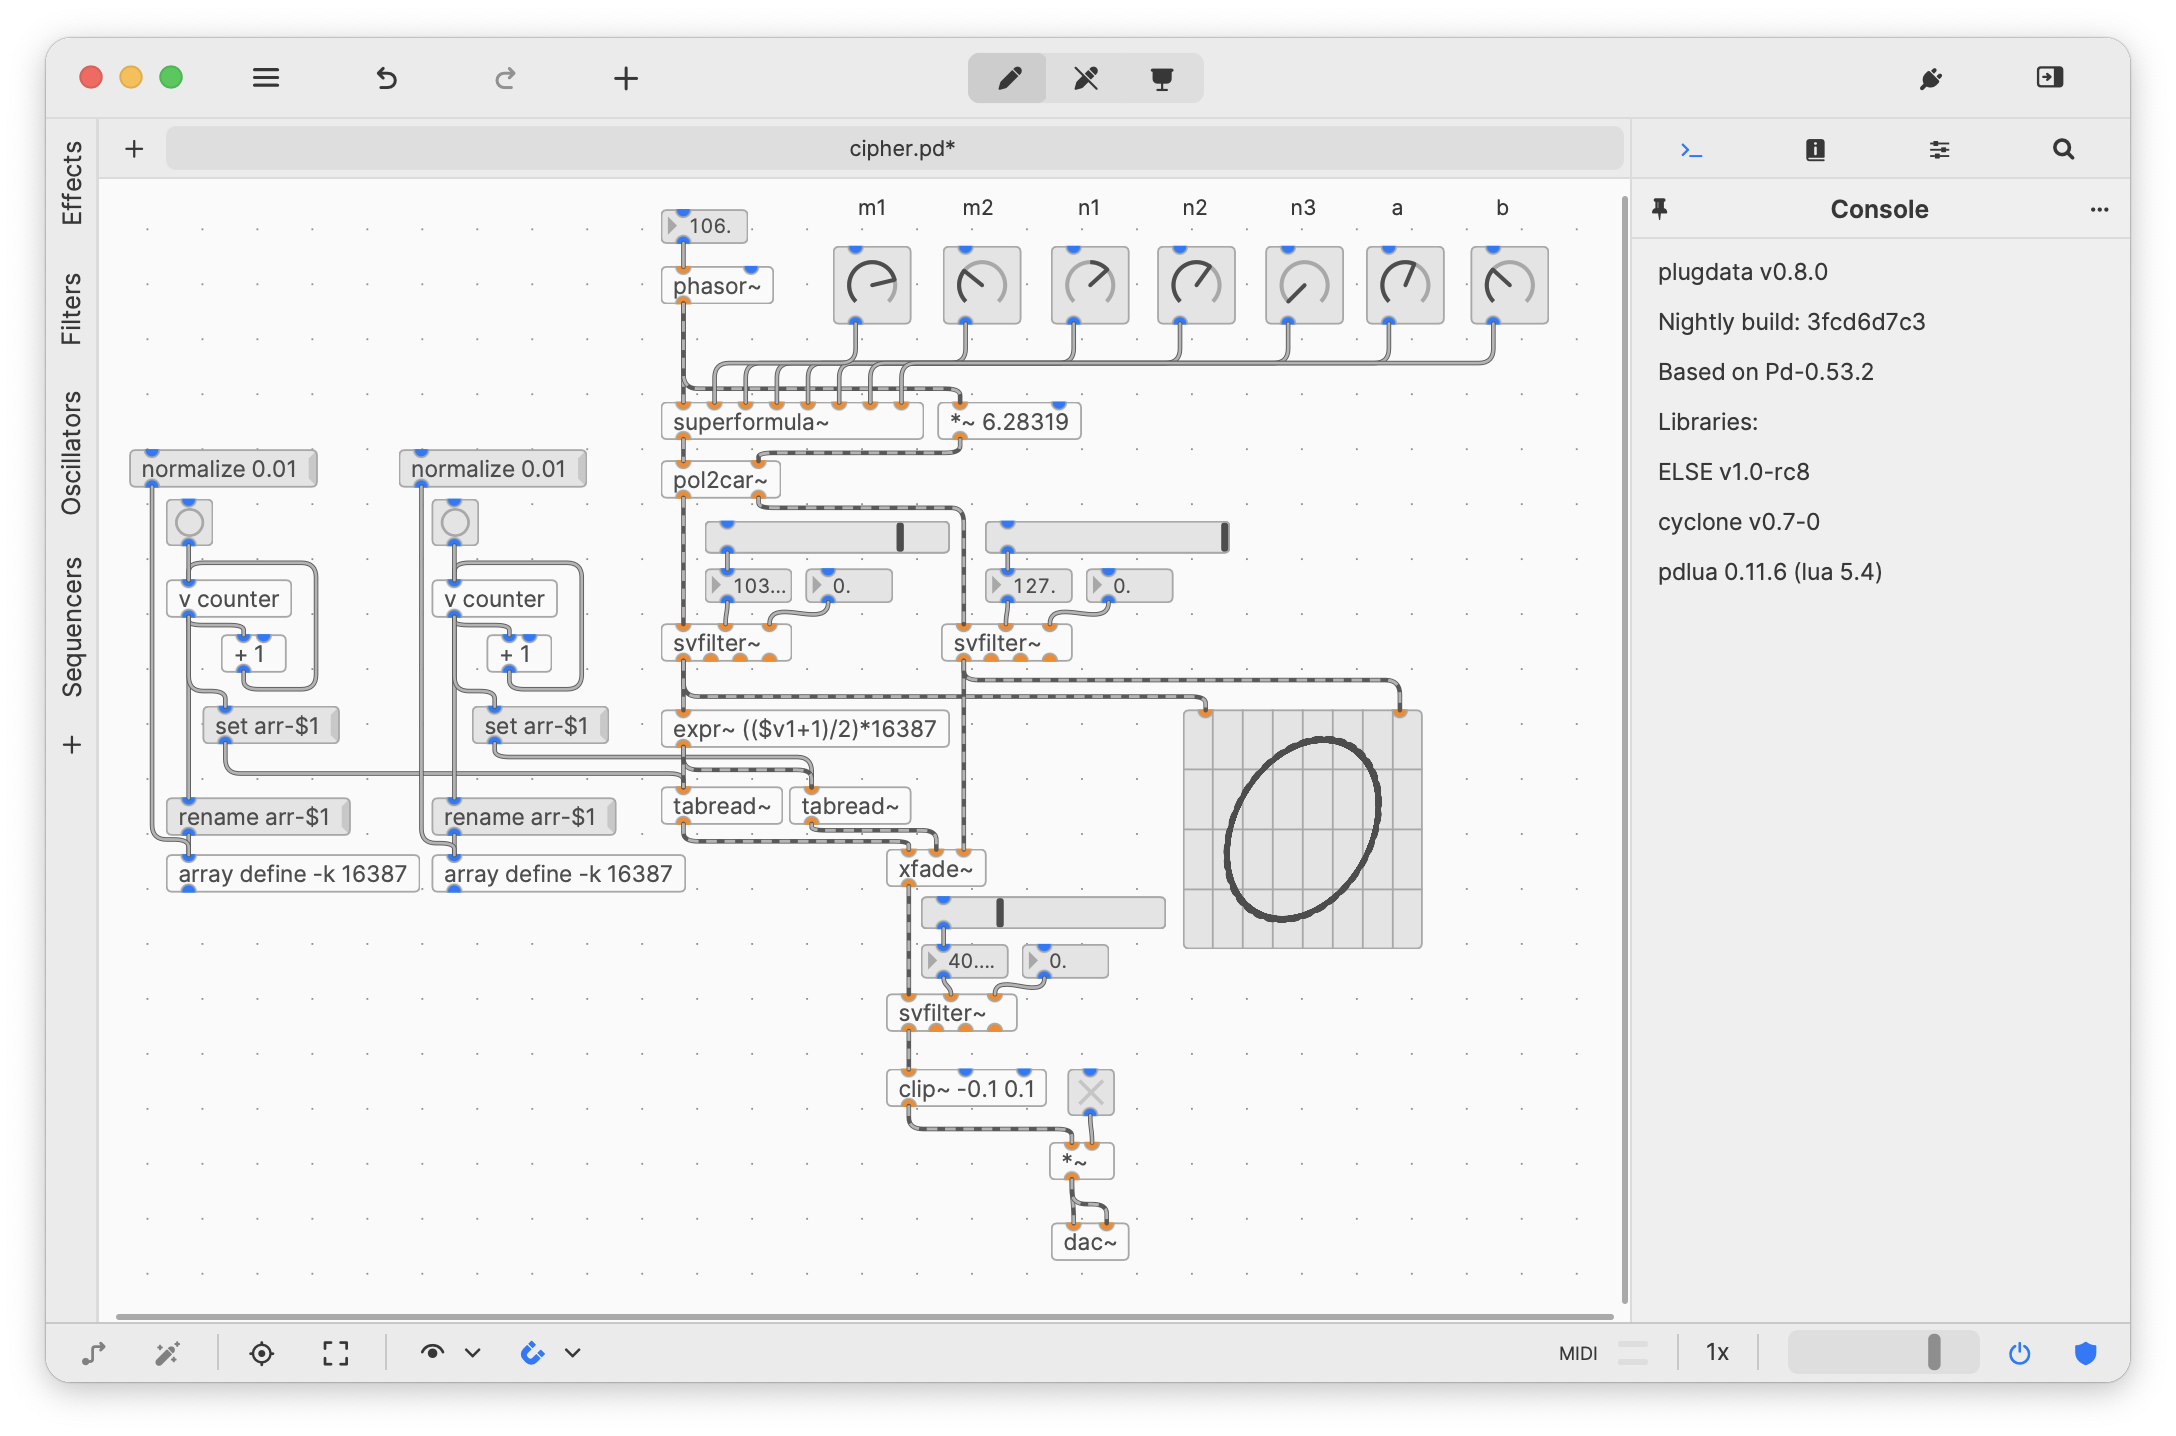 cipher.pd*
Effects
Filters
Oscillators
Sequencers
m1 m2 n1 n2 n3 a b
106.
phasor~
superformula~ *~ 6.28319
normalize 0.01 normalize 0.01
pol2car~
103... 0. 127. 0.
v counter v counter
svfilter~ svfilter~
+ 1 + 1
set arr-$1 set arr-$1
expr~ (($v1+1)/2)*16387
tabread~ tabread~
rename arr-$1 rename arr-$1
array define -k 16387 array define -k 16387
xfade~
40.... 0.
svfilter~
clip~ -0.1 0.1
*~
dac~
Console
plugdata v0.8.0
Nightly build: 3fcd6d7c3
Based on Pd-0.53.2
Libraries:
ELSE v1.0-rc8
cyclone v0.7-0
pdlua 0.11.6 (lua 5.4)
MIDI 1x